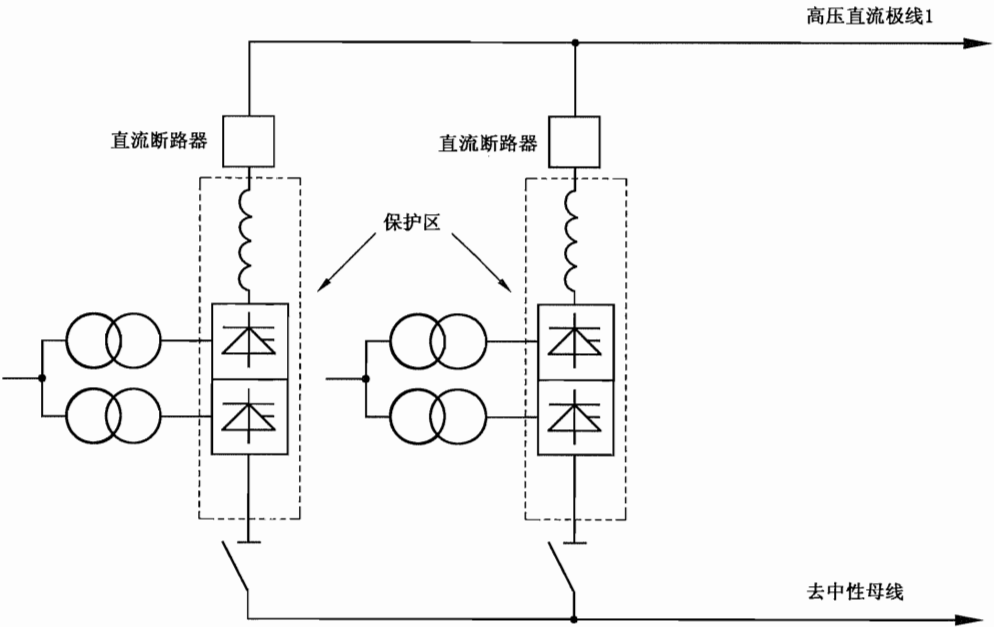 高压直流极线1
直流断路器
直流断路器
保护区
去中性母线